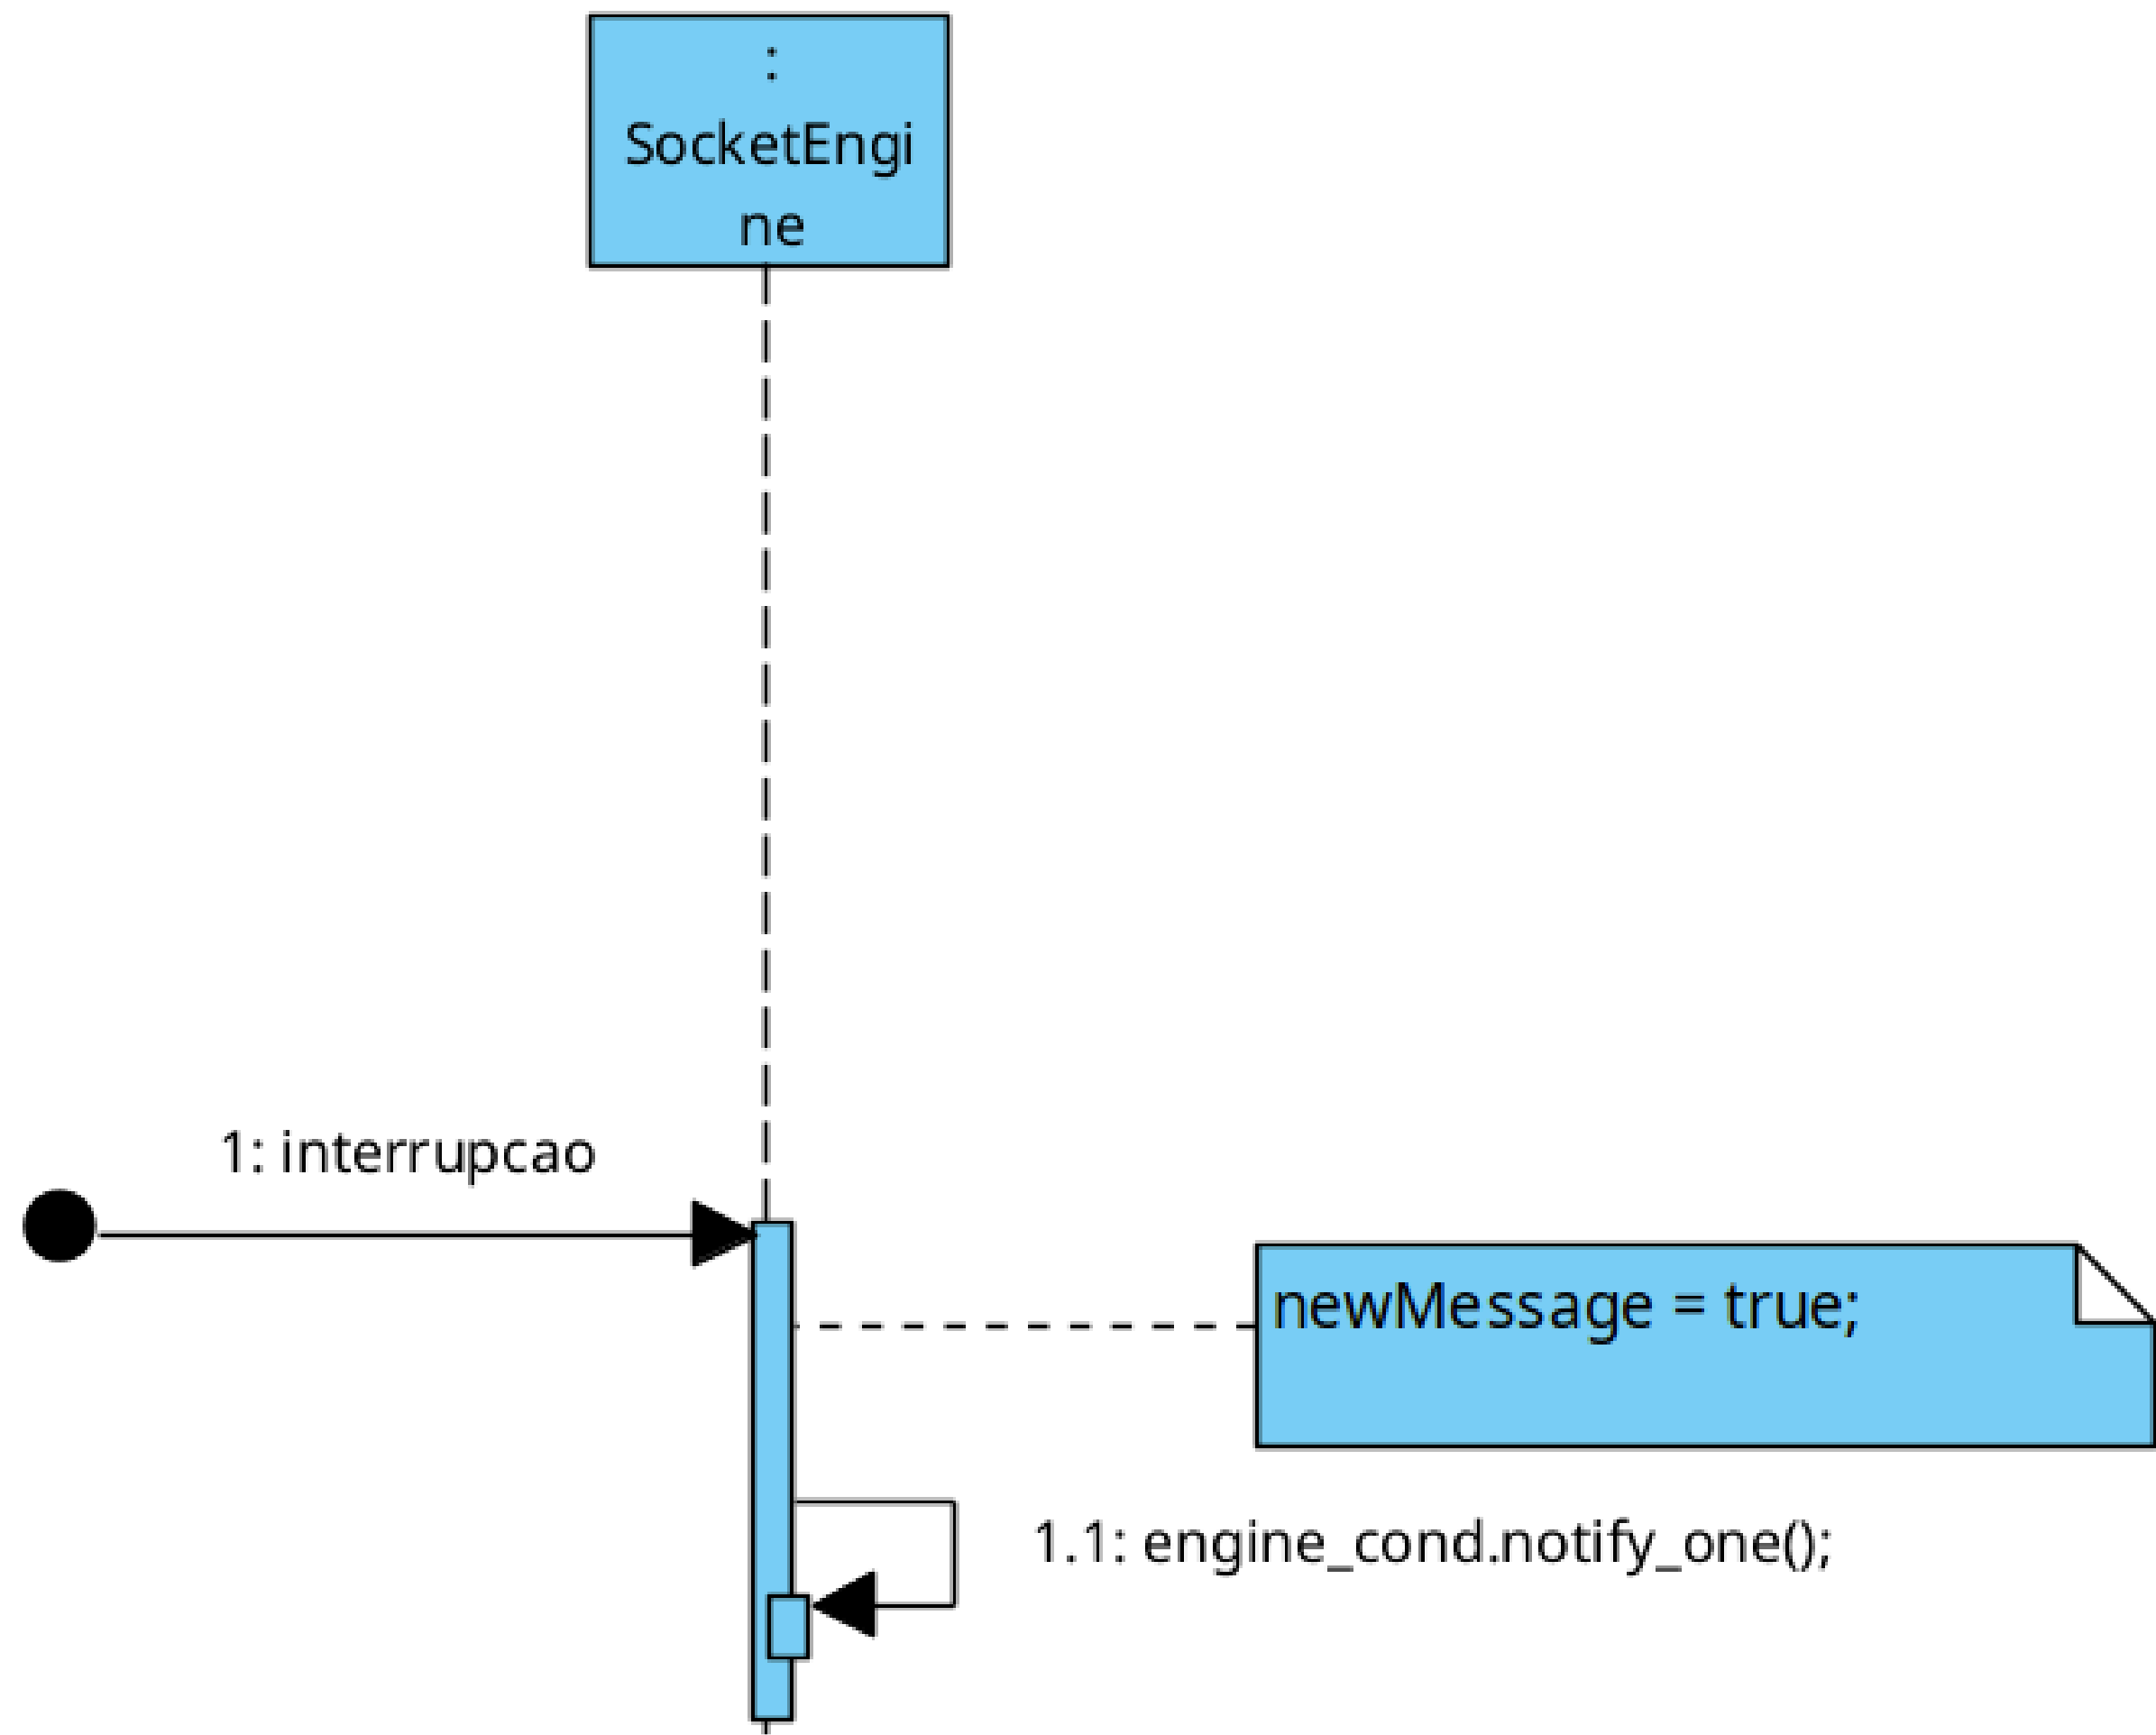 :
SocketEngi
ne
1: interrupcao
newMessage = true;
1.1: engine_cond.notify_one();